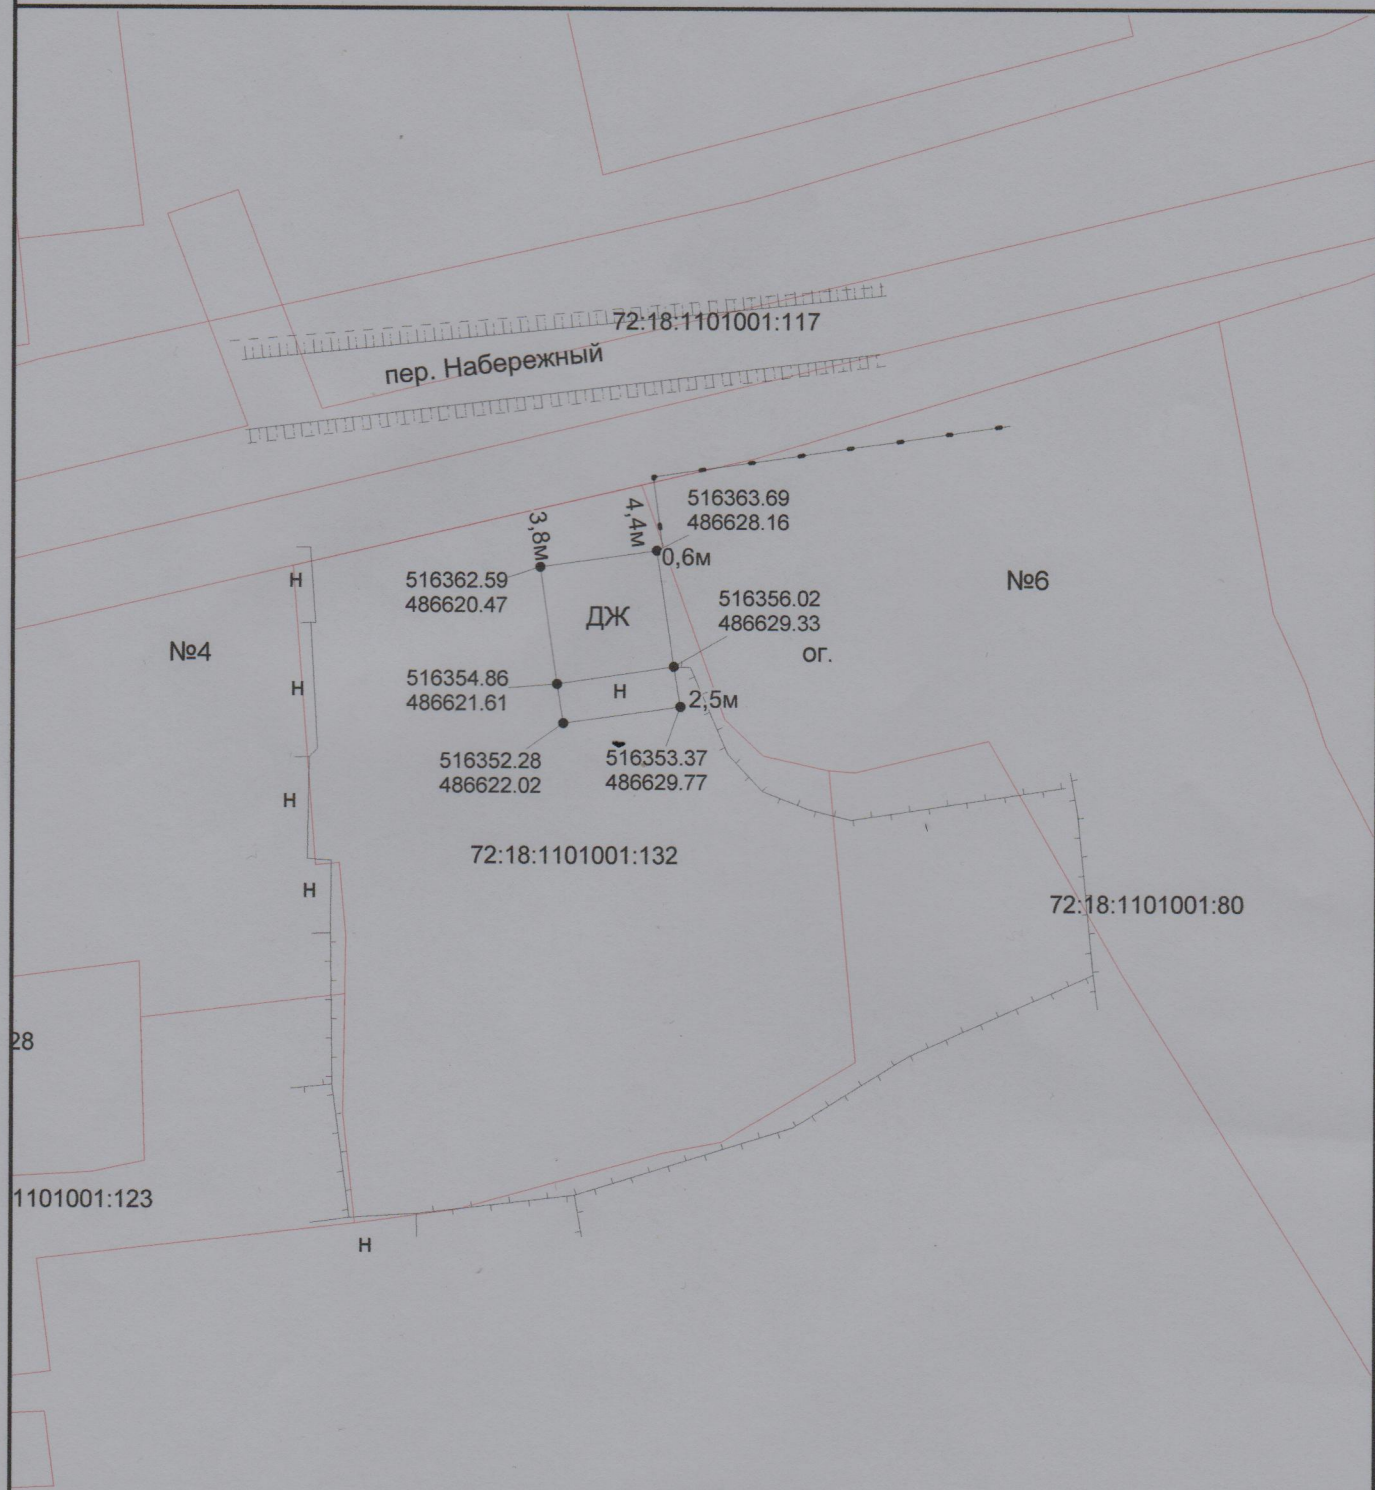 72:18:1101001:117
пер. Набережный
516363.69
486628.16
3,8м
4,4м
0,6м
516362.59
486620.47
н
№6
516356.02
486629.33
ДЖ
№4
ог.
516354.86
486621.61
н
н
2,5м
516352.28
486622.02
516353.37
486629.77
н
72:18:1101001:132
н
72:18:1101001:80
28
1101001:123
н